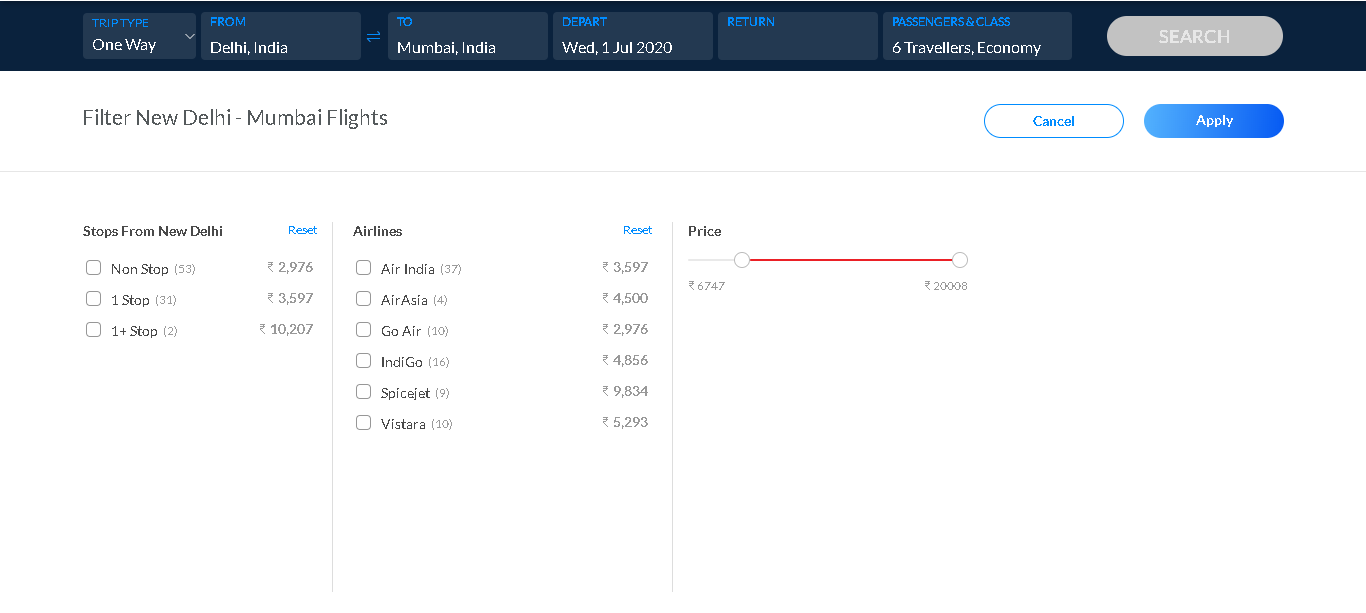 TRIP TYPE FROM TO DEPART RETURN PASSENGERS & CLASS
One Way Delhi, India Mumbai, India Wed, 1 Jul 2020 6 Travellers, Economy SEARCH
Filter New Delhi - Mumbai Flights Cancel Apply
Stops From New Delhi Reset
Non Stop (53) ₹ 2,976
1 Stop (31) ₹ 3,597
1+ Stop (2) ₹ 10,207
Airlines Reset
Air India (37) ₹ 3,597
AirAsia (4) ₹ 4,500
Go Air (10) ₹ 2,976
IndiGo (16) ₹ 4,856
Spicejet (9) ₹ 9,834
Vistara (10) ₹ 5,293
Price
₹ 6747 ₹ 20008